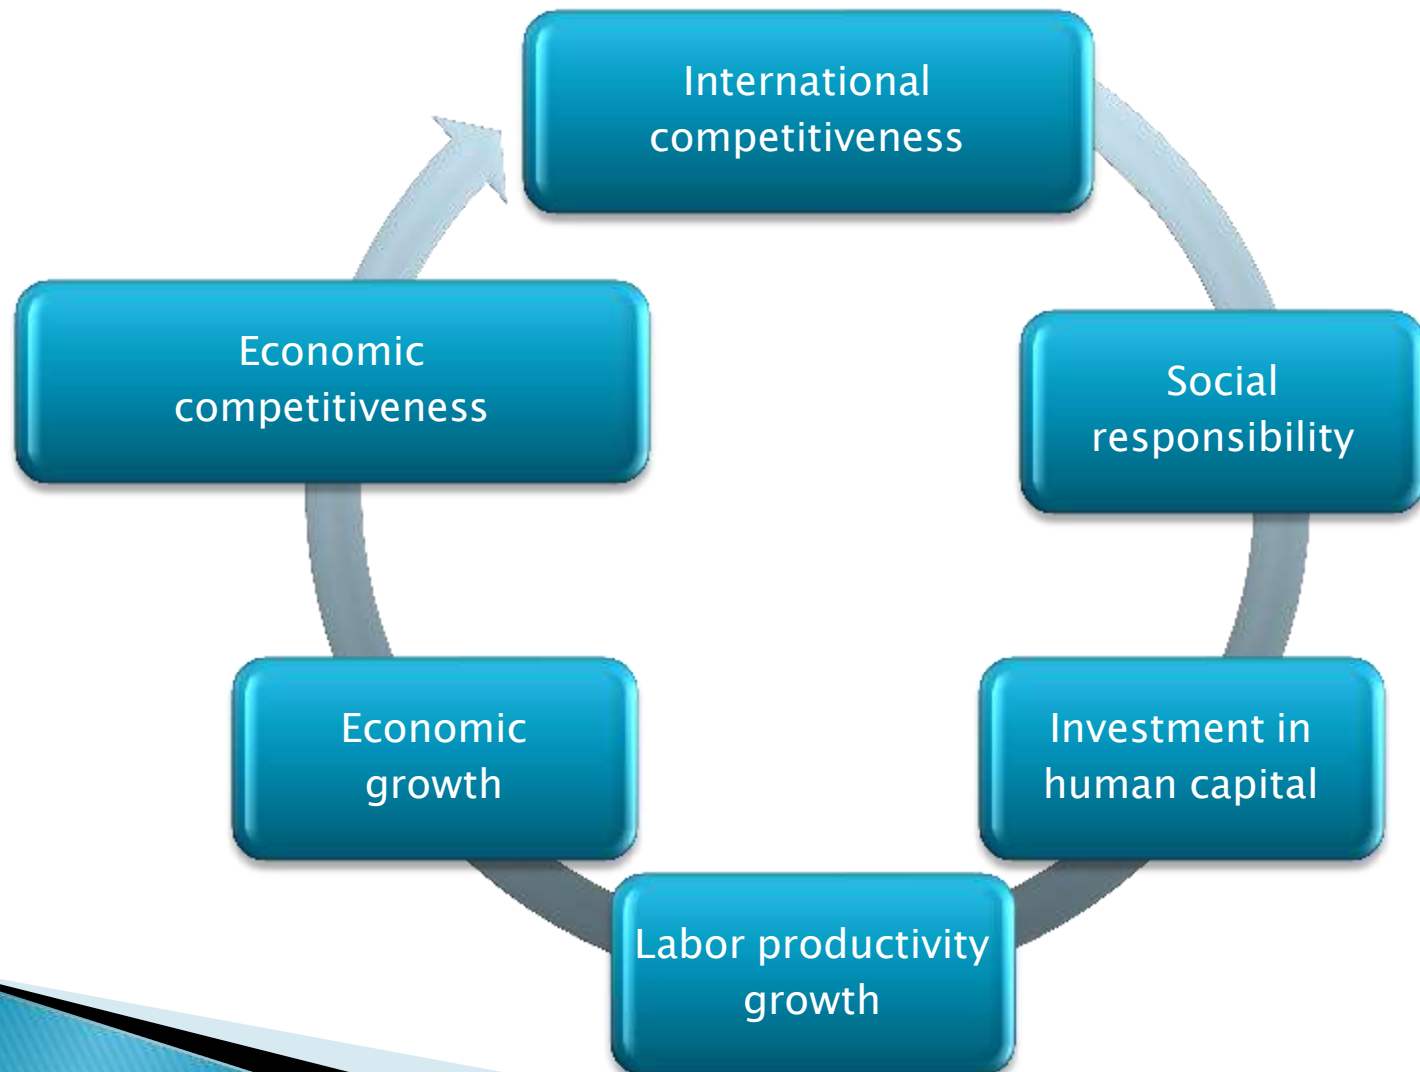 International
competitiveness
Social
responsibility
Investment in
human capital
Labor productivity
growth
Economic
growth
Economic
competitiveness